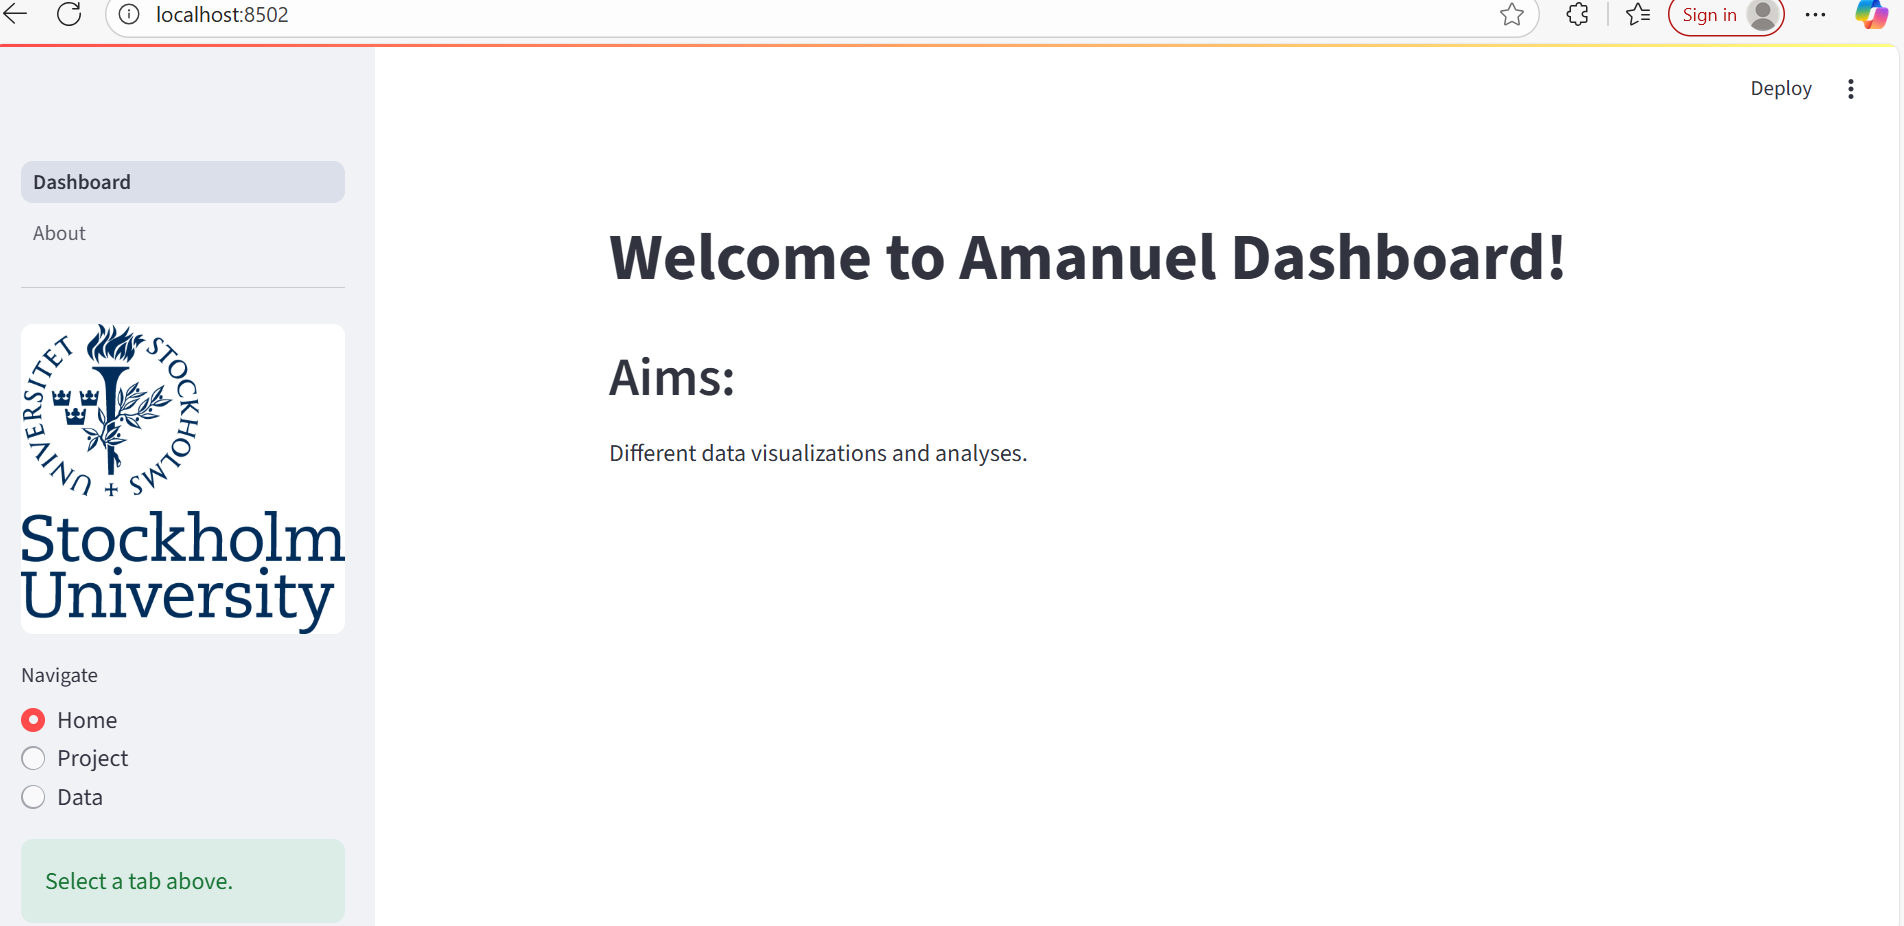 localhost:8502
Sign in
Deploy
Dashboard
About
STOCKHOLMS UNIVERSITET
Stockholm
University
Navigate
Home
Project
Data
Select a tab above.
Welcome to Amanuel Dashboard!
Aims:
Different data visualizations and analyses.